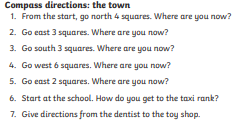 Compass directions: the town
1. From the start, go north 4 squares. Where are you now?
2. Go east 3 squares. Where are you now?
3. Go south 3 squares. Where are you now?
4. Go west 6 squares. Where are you now?
5. Go east 2 squares. Where are you now?
6. Start at the school. How do you get to the taxi rank?
7. Give directions from the dentist to the toy shop.